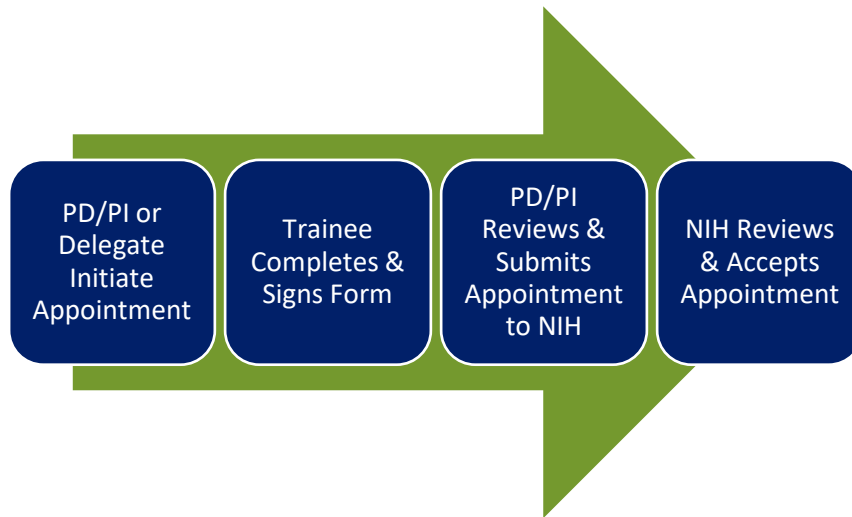 PD/PI or
Delegate
Initiate
Appointment
Trainee
Completes &
Signs Form
PD/PI
Reviews &
Submits
Appointment
to NIH
NIH Reviews
& Accepts
Appointment